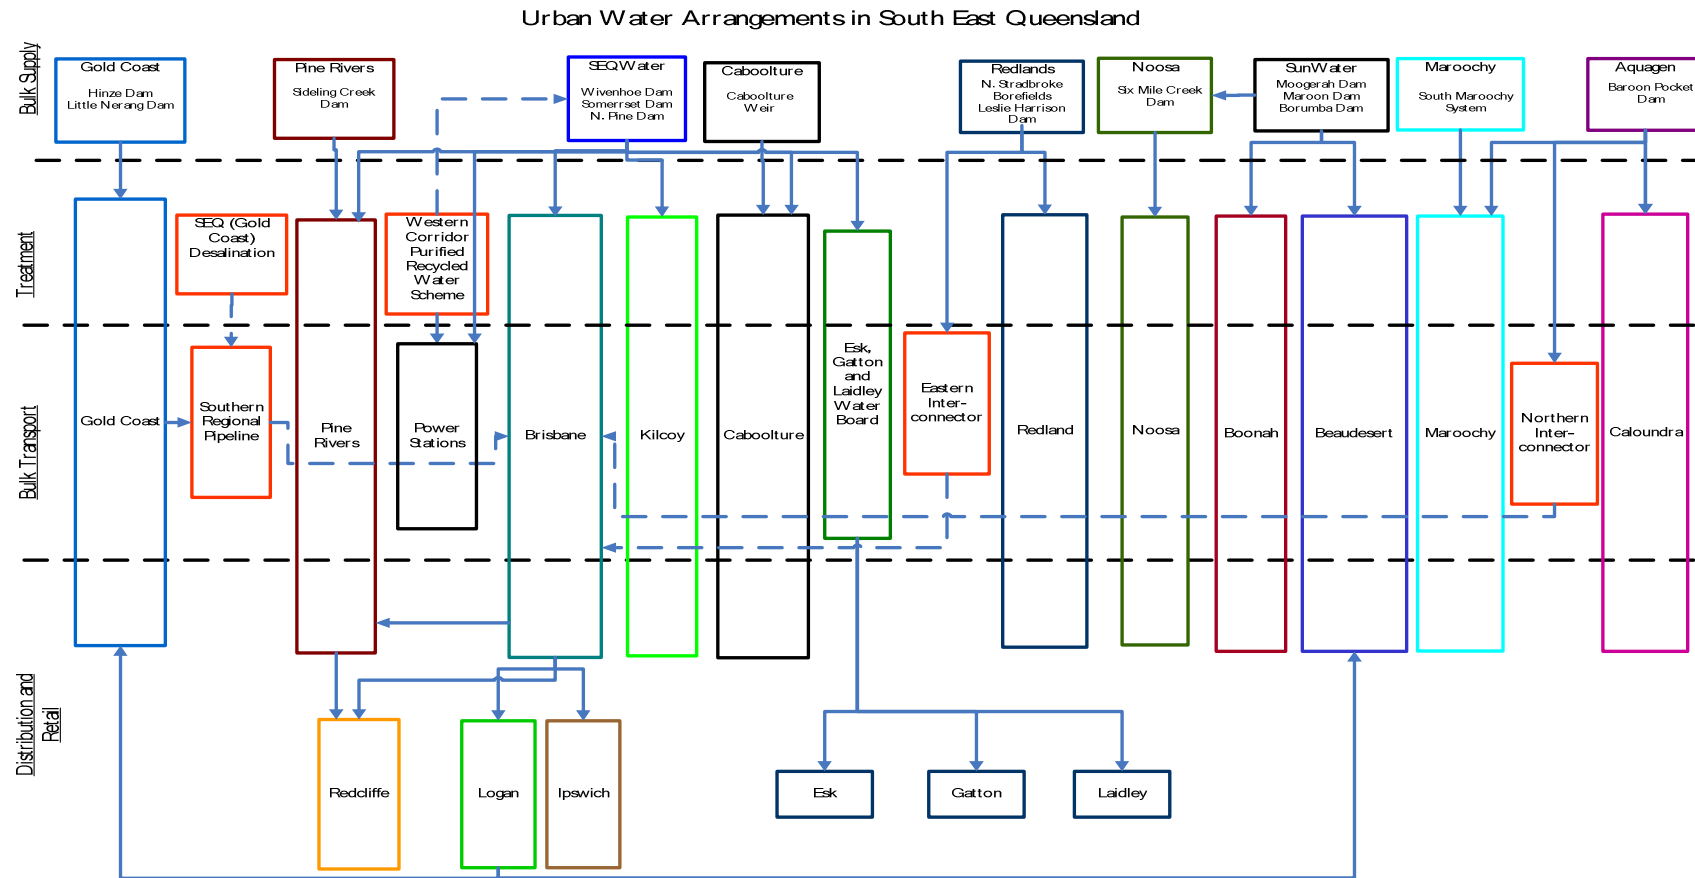 Urban Water Arrangements in South East Queensland
Bulk Supply
Gold Coast
Hinze Dam
Little Nerang Dam
Pine Rivers
Sideling Creek
Dam
SEQWater
Wivenhoe Dam
Somerrset Dam
N. Pine Dam
Caboolture
Caboolture
Weir
Redlands
N. Stradbroke
Borefields
Leslie Harrison
Dam
Noosa
Six Mile Creek
Dam
SunWater
Moogerah Dam
Maroon Dam
Borumba Dam
Maroochy
South Maroochy
System
Aquagen
Baroon Pocket
Dam
Treatment
SEQ (Gold
Coast)
Desalination
Western
Corridor
Purified
Recycled
Water
Scheme
Bulk Transport
Gold Coast
Southern
Regional
Pipeline
Pine
Rivers
Power
Stations
Brisbane
Kilcoy
Caboolture
Esk,
Gatton
and
Laidley
Water
Board
Eastern
Inter-
connector
Redland
Noosa
Boonah
Beaudesert
Maroochy
Northern
Inter-
connector
Caloundra
Distribution and
Retail
Redcliffe
Logan
Ipswich
Esk
Gatton
Laidley